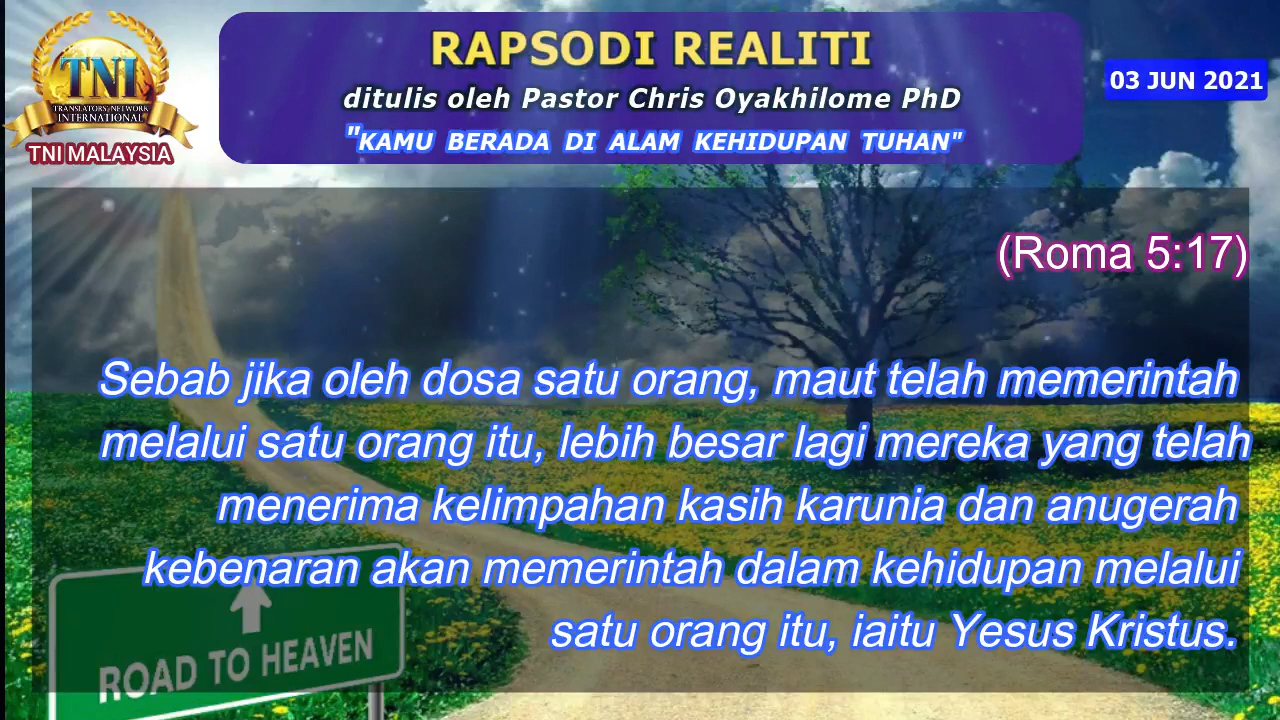 TNI
TRANSLATORS' NETWORK
INTERNATIONAL
TNI MALAYSIA
RAPSODI REALITI
ditulis oleh Pastor Chris Oyakhilome PhD
"KAMU BERADA DI ALAM KEHIDUPAN TUHAN"
03 JUN 2021
(Roma 5:17)
Sebab jika oleh dosa satu orang, maut telah memerintah
melalui satu orang itu, lebih besar lagi mereka yang telah
menerima kelimpahan kasih karunia dan anugerah
kebenaran akan memerintah dalam kehidupan melalui
satu orang itu, iaitu Yesus Kristus.
ROAD TO HEAVEN